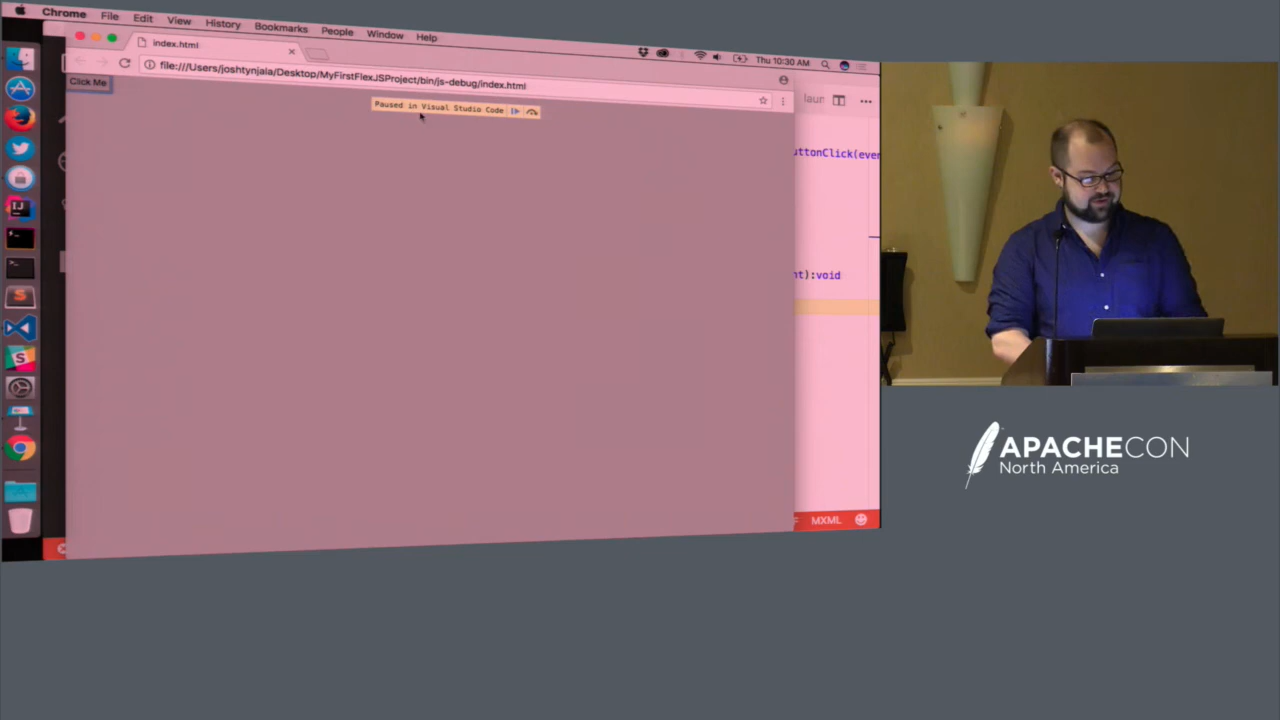 Chrome File Edit View History Bookmarks People Window Help
Thu 10:30 AM
index.html
file:///Users/joshtynjala/Desktop/MyFirstFlexJSProject/bin/js-debug/index.html
Click Me
Paused in Visual Studio Code
laun
uttonClick(ever
nt):void
MXML
APACHECON
North America